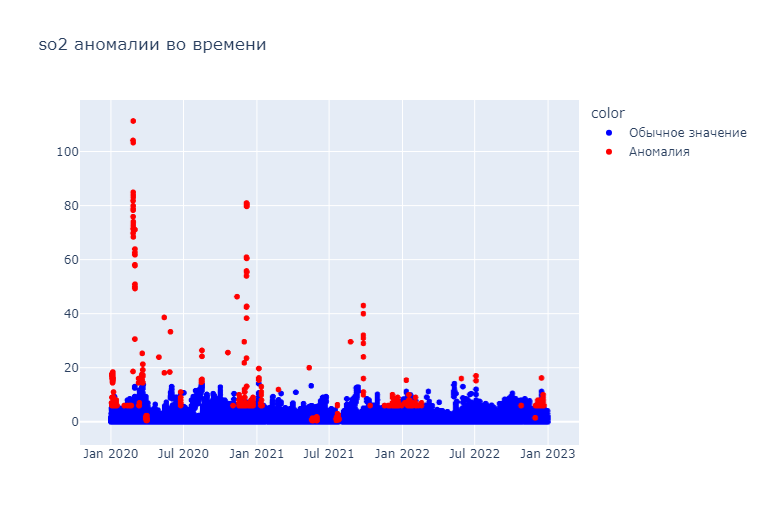 so2 аномалии во времени
color
Обычное значение
Аномалия
100
80
60
40
20
0
Jan 2020 Jul 2020 Jan 2021 Jul 2021 Jan 2022 Jul 2022 Jan 2023